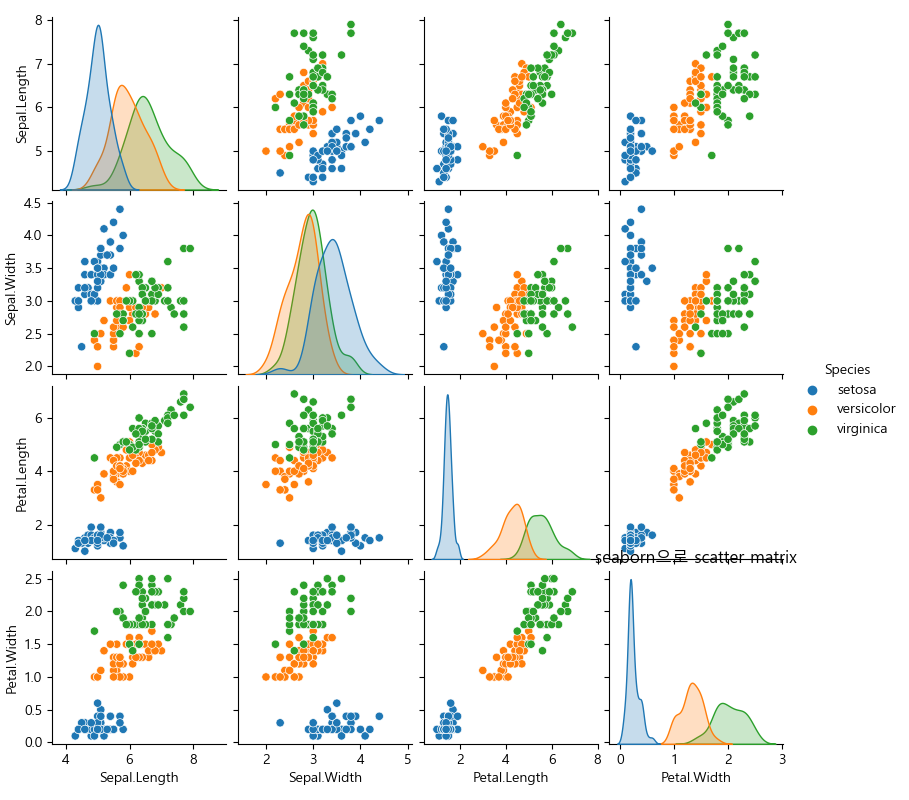 8
7
6
5
Sepal.Length
4.5
4.0
3.5
3.0
2.5
2.0
Sepal.Width
Species
setosa
versicolor
virginica
6
4
2
Petal.Length
seaborn으로 scatter matrix
2.5
2.0
1.5
1.0
0.5
0.0
Petal.Width
4 6 8
2 3 4 5
2 4 6 8
0 1 2 3
Sepal.Length Sepal.Width Petal.Length Petal.Width